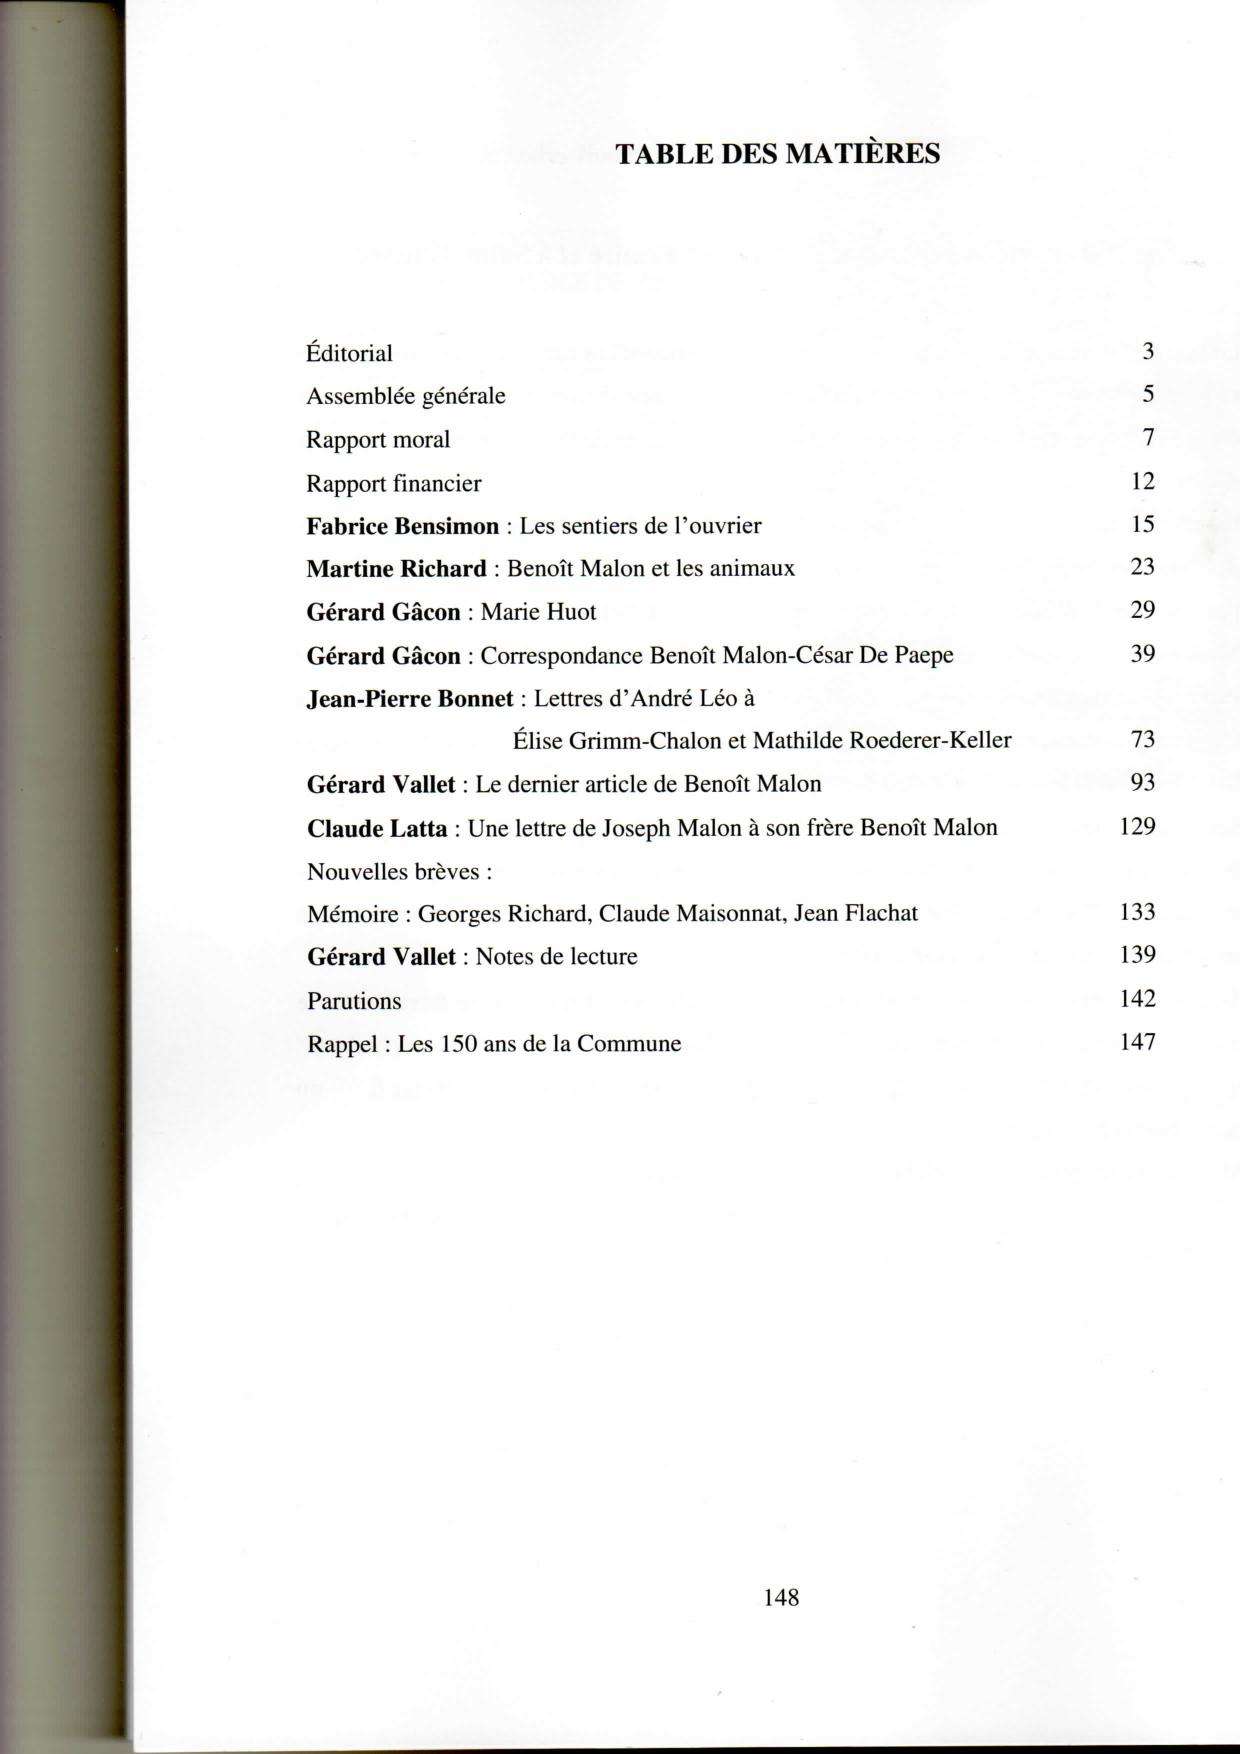 TABLE DES MATIÈRES
Éditorial 3
Assemblée générale 5
Rapport moral 7
Rapport financier 12
Fabrice Bensimon : Les sentiers de l'ouvrier 15
Martine Richard : Benoît Malon et les animaux 23
Gérard Gâcon : Marie Huot 29
Gérard Gâcon : Correspondance Benoît Malon-César De Paepe 39
Jean-Pierre Bonnet : Lettres d'André Léo à
Élise Grimm-Chalon et Mathilde Roederer-Keller 73
Gérard Vallet : Le dernier article de Benoît Malon 93
Claude Latta : Une lettre de Joseph Malon à son frère Benoît Malon 129
Nouvelles brèves :
Mémoire : Georges Richard, Claude Maisonnat, Jean Flachat 133
Gérard Vallet : Notes de lecture 139
Parutions 142
Rappel : Les 150 ans de la Commune 147
148